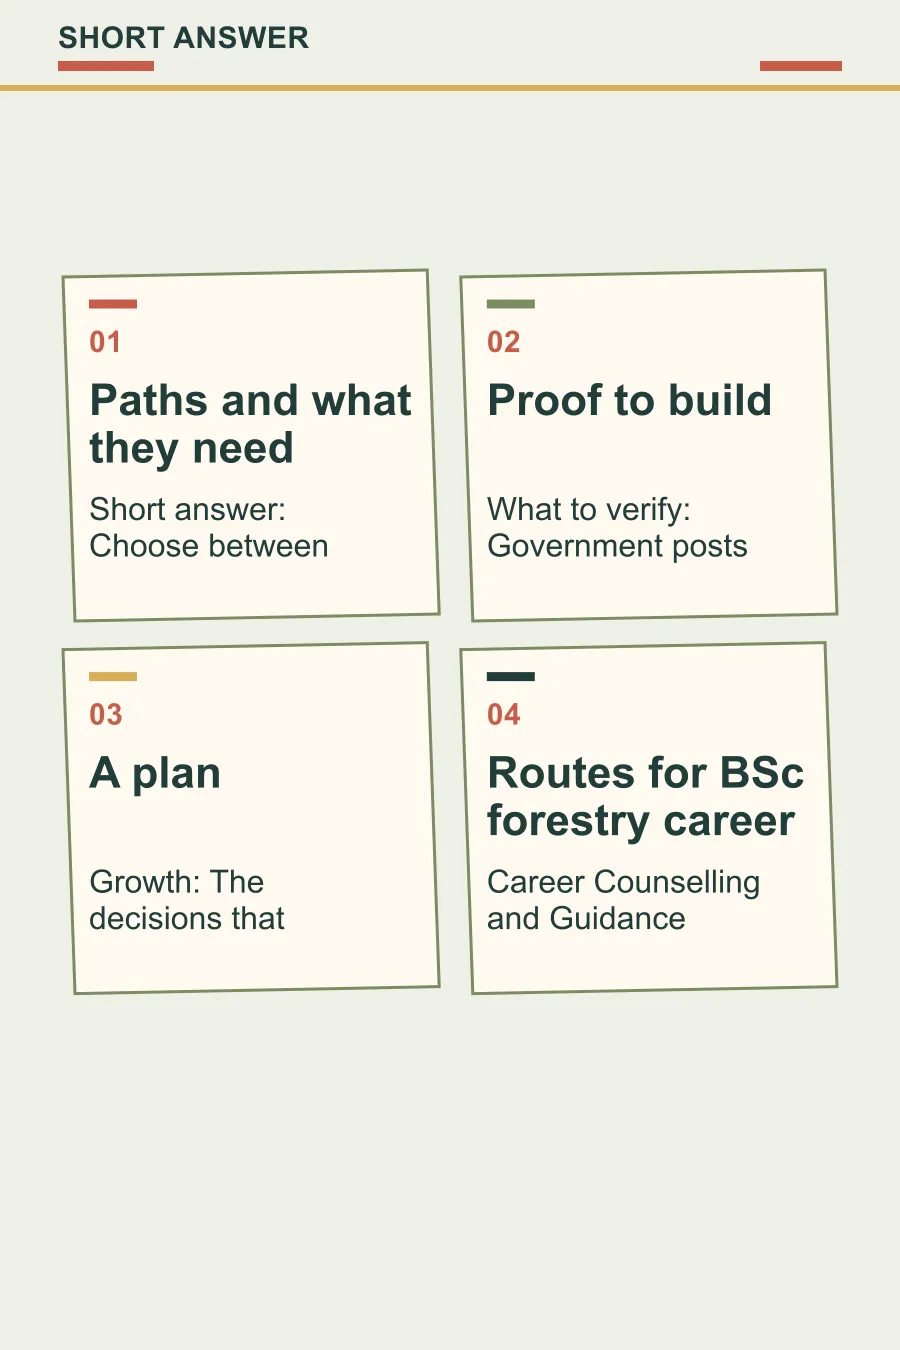 SHORT ANSWER
01
Paths and what
they need
Short answer:
Choose between
02
Proof to build
What to verify:
Government posts
03
A plan
Growth: The
decisions that
04
Routes for BSc
forestry career
Career Counselling
and Guidance